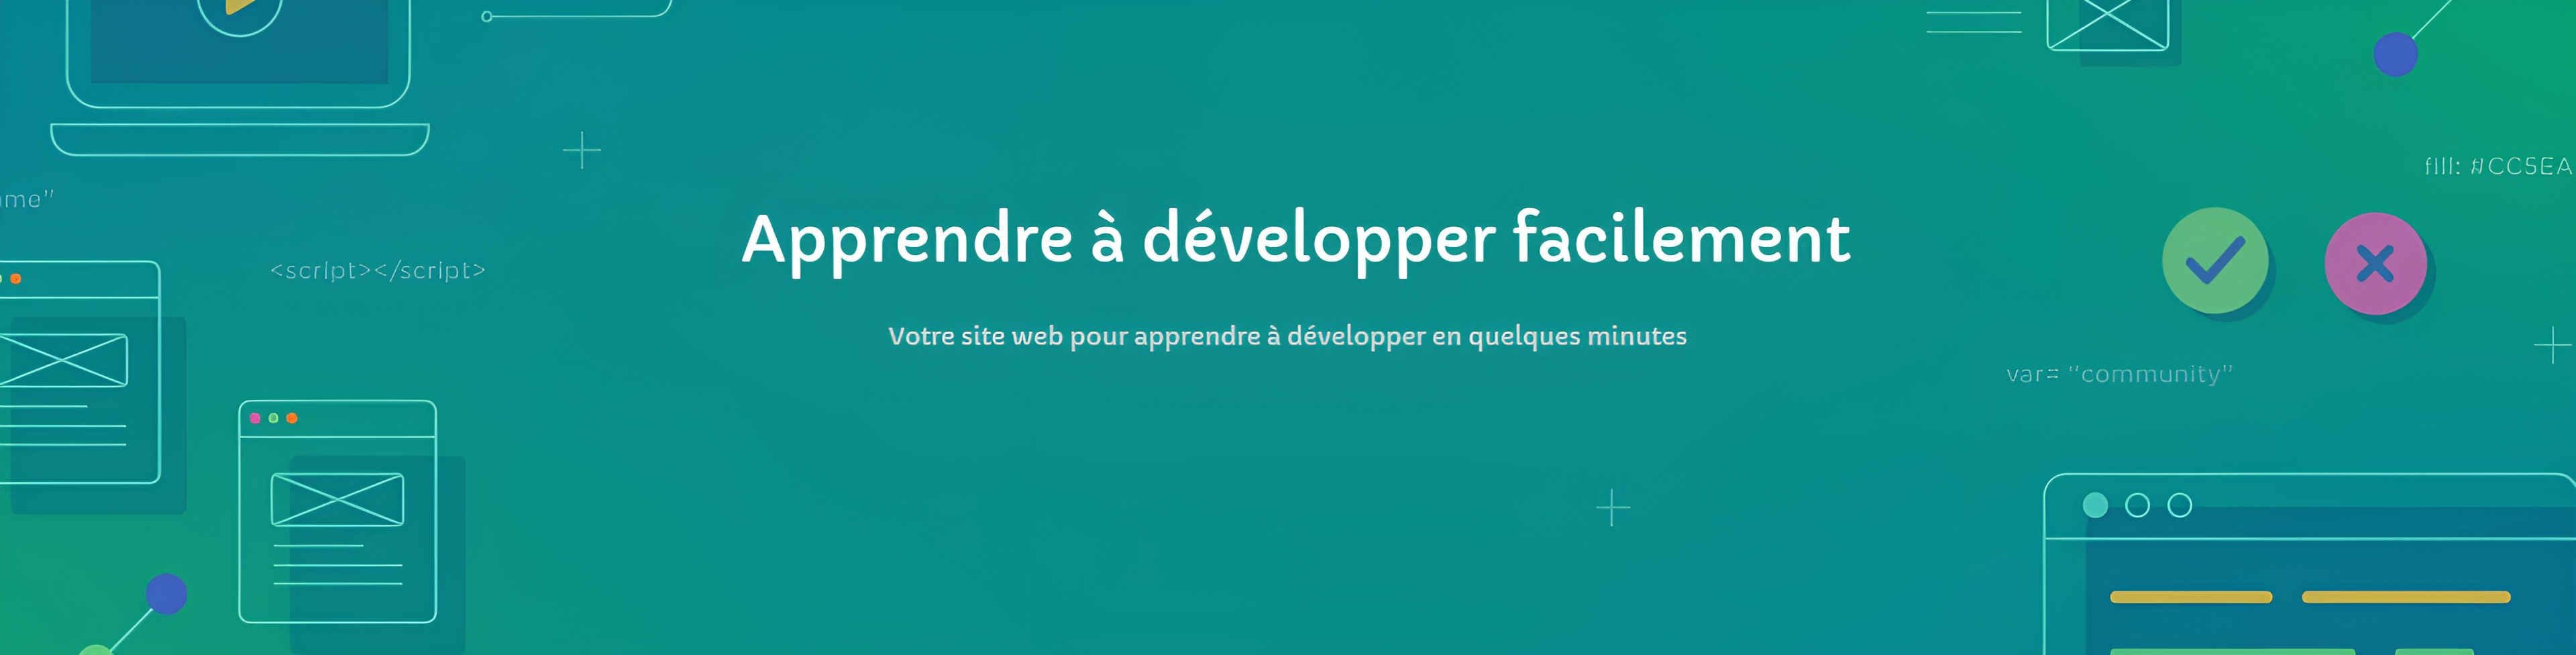 fill: #CC5EA
me"
Apprendre à développer facilement
<script></script>
Votre site web pour apprendre à développer en quelques minutes
var= “community”